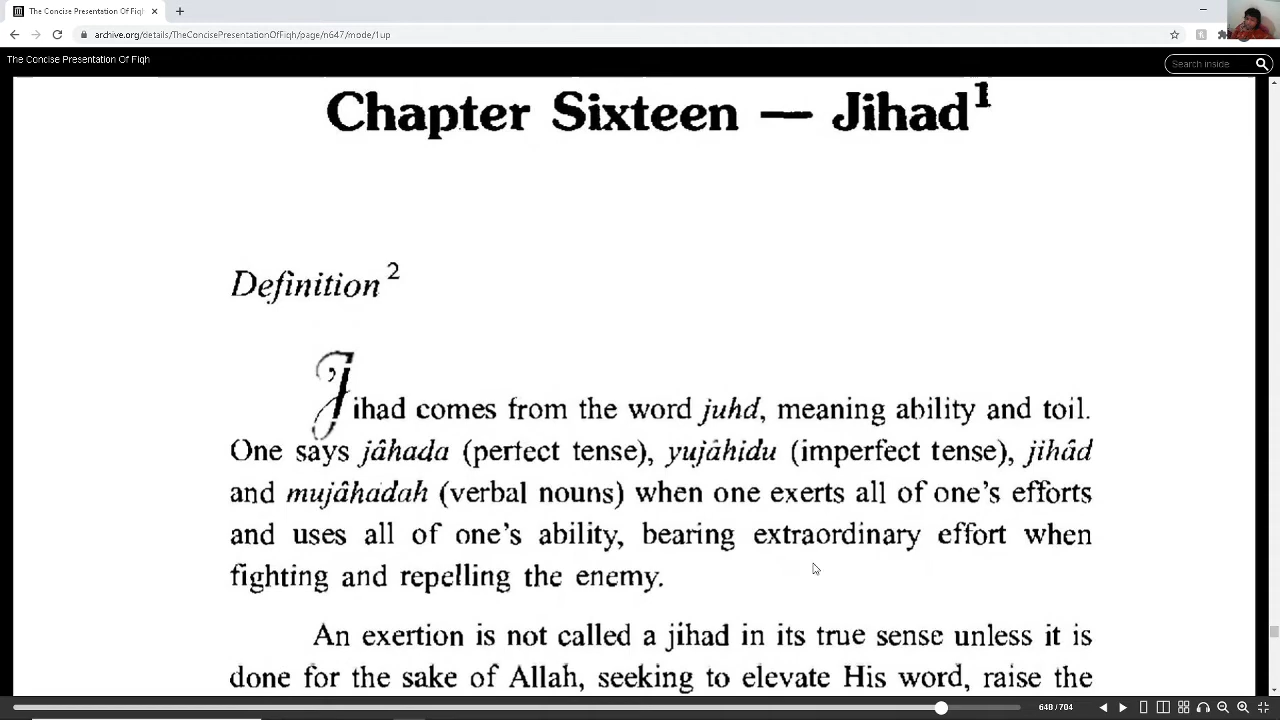 The Concise Presentation Of Fiqh
archive.org/details/TheConcisePresentationOfFiqh/page/n647/mode/1up
The Concise Presentation Of Fiqh
Search inside
Chapter Sixteen — Jihad1
Definition 2
Jihad comes from the word juhd, meaning ability and toil.
One says jâhada (perfect tense), yujâhidu (imperfect tense), jihâd
and mujâhadah (verbal nouns) when one exerts all of one's efforts
and uses all of one's ability, bearing extraordinary effort when
fighting and repelling the enemy.
An exertion is not called a jihad in its true sense unless it is
done for the sake of Allah, seeking to elevate His word, raise the
648 / 704